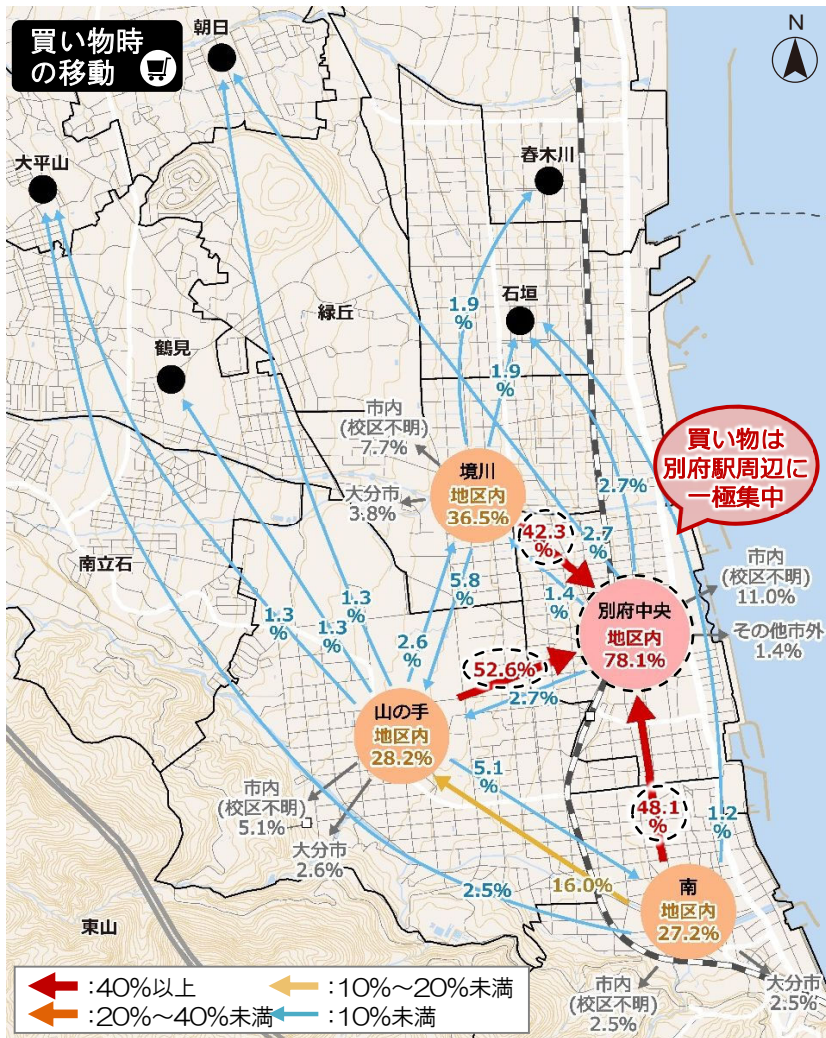 買い物時
の移動
朝日
N
大平山
春木川
緑丘
石垣
1.9
%
鶴見
1.9
%
市内
(校区不明)
7.7%
買い物は
別府駅周辺に
一極集中
境川
地区内
36.5%
大分市
3.8%
2.7%
42.3
%
2.7
%
南立石
5.8
%
1.4
%
市内
(校区不明)
11.0%
別府中央
地区内
78.1%
その他市外
1.4%
1.3
%
1.3
%
1.3
%
2.6
%
52.6%
2.7%
山の手
地区内
28.2%
5.1
%
市内
(校区不明)
5.1%
大分市
2.6%
48.1
%
1.2
%
2.5%
16.0%
南
地区内
27.2%
東山
市内
(校区不明)
2.5%
大分市
2.5%
:40%以上
:10%~20%未満
:20%~40%未満
:10%未満